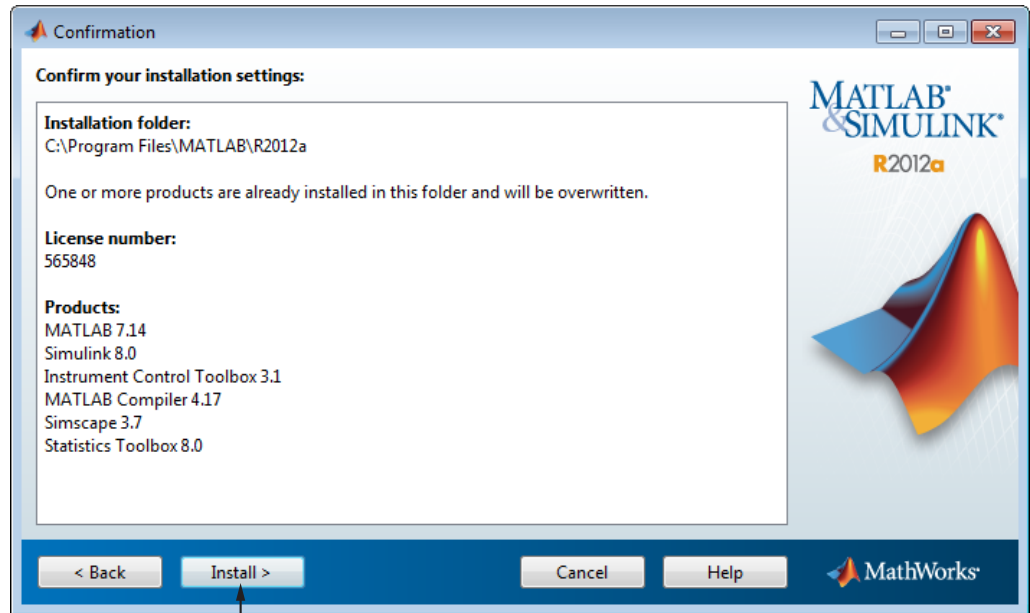 Confirmation
Confirm your installation settings:
Installation folder:
C:\Program Files\MATLAB\R2012a
One or more products are already installed in this folder and will be overwritten.
License number:
565848
Products:
MATLAB 7.14
Simulink 8.0
Instrument Control Toolbox 3.1
MATLAB Compiler 4.17
Simscape 3.7
Statistics Toolbox 8.0
MATLAB®
&SIMULINK®
R2012a
< Back
Install >
Cancel
Help
MathWorks®